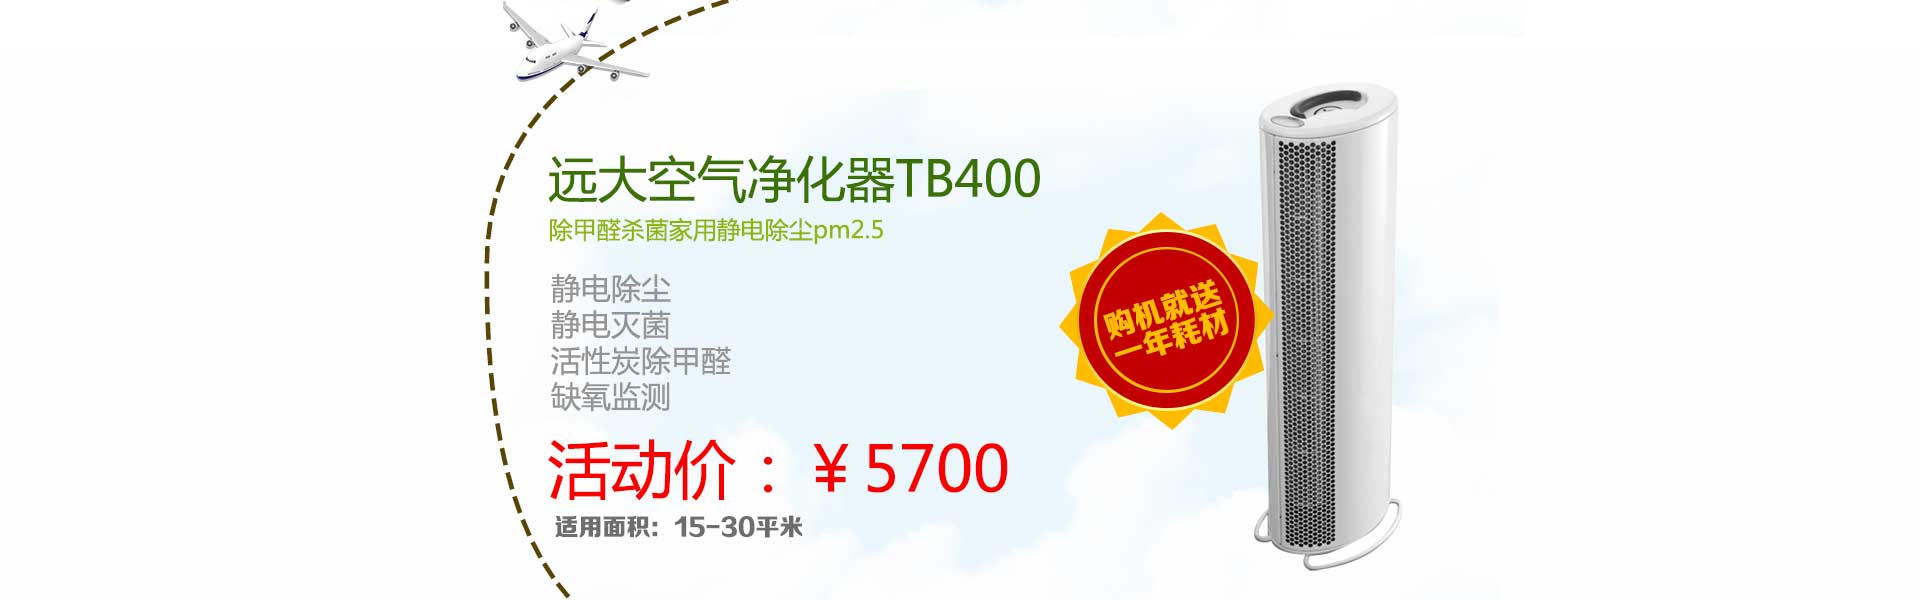 远大空气净化器TB400
除甲醛杀菌家用静电除尘pm2.5
静电除尘
静电灭菌
活性炭除甲醛
缺氧监测
活动价：￥5700
适用面积：15-30平米
购机就送
一年耗材